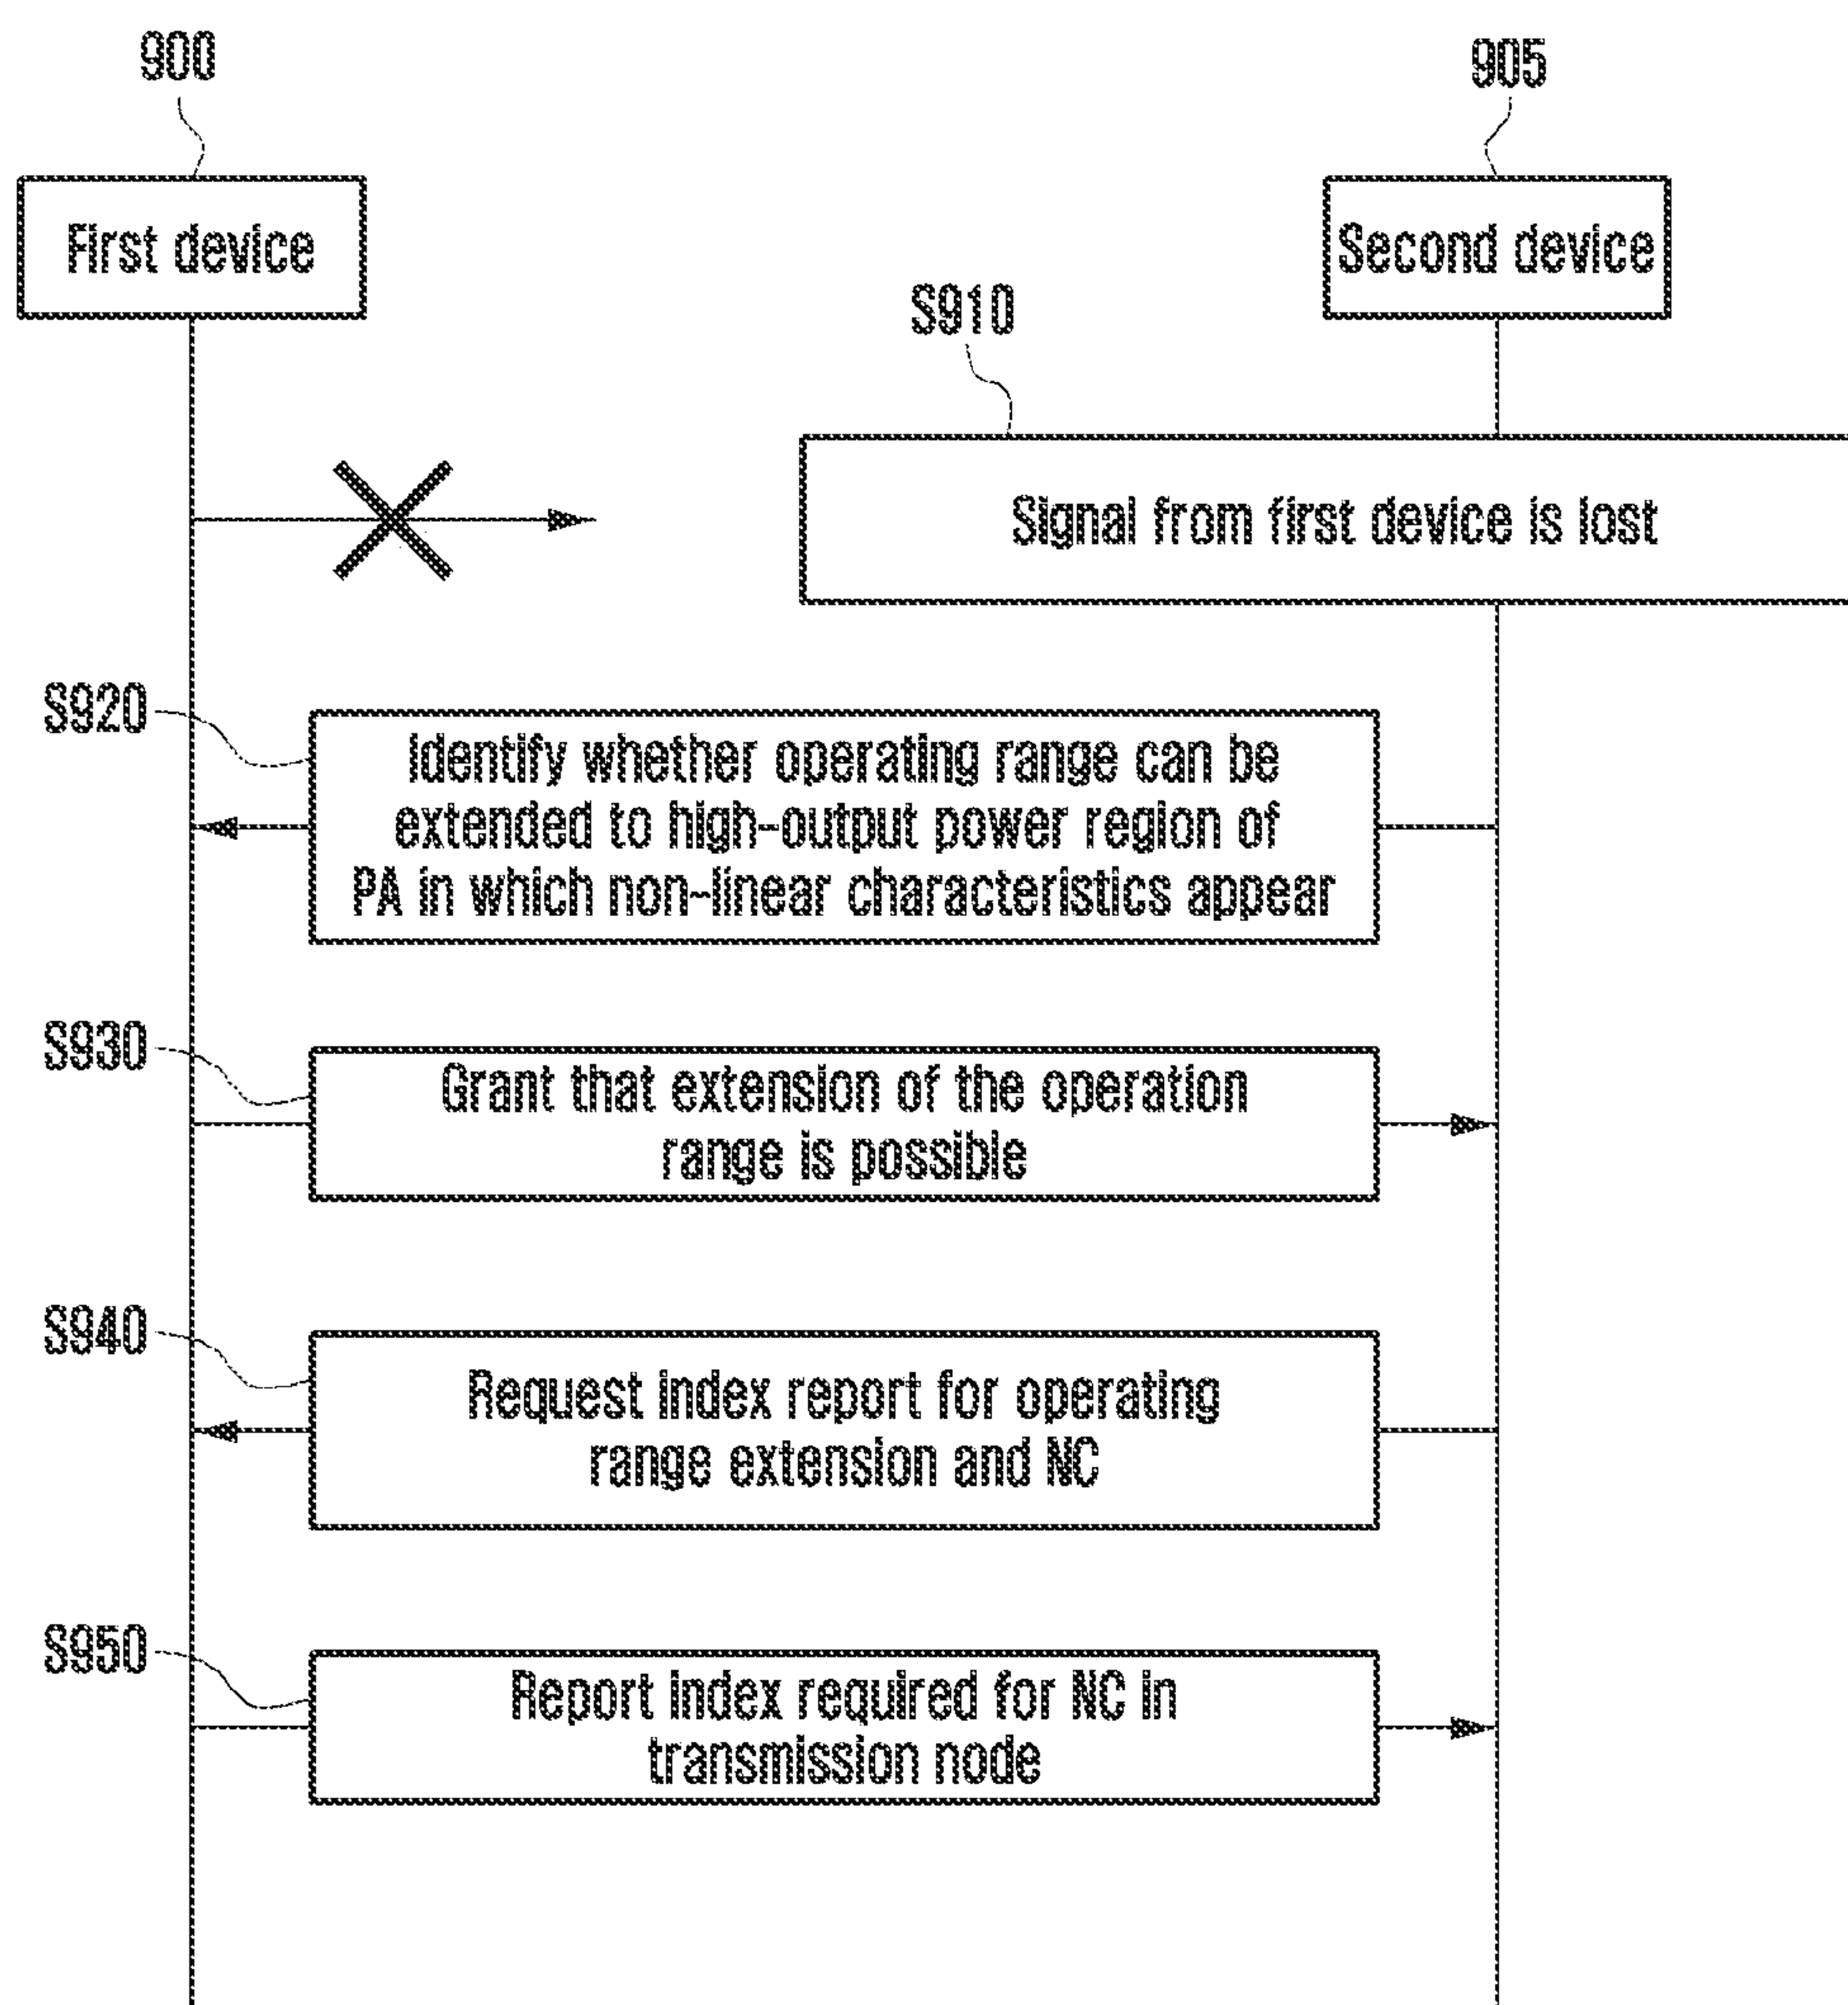 900
905
First device
Second device
S910
Signal from first device is lost
S920
Identify whether operating range can be
extended to high-output power region of
PA in which non-linear characteristics appear
S930
Grant that extension of the operation
range is possible
S940
Request index report for operating
range extension and NC
S950
Report index required for NC in
transmission node